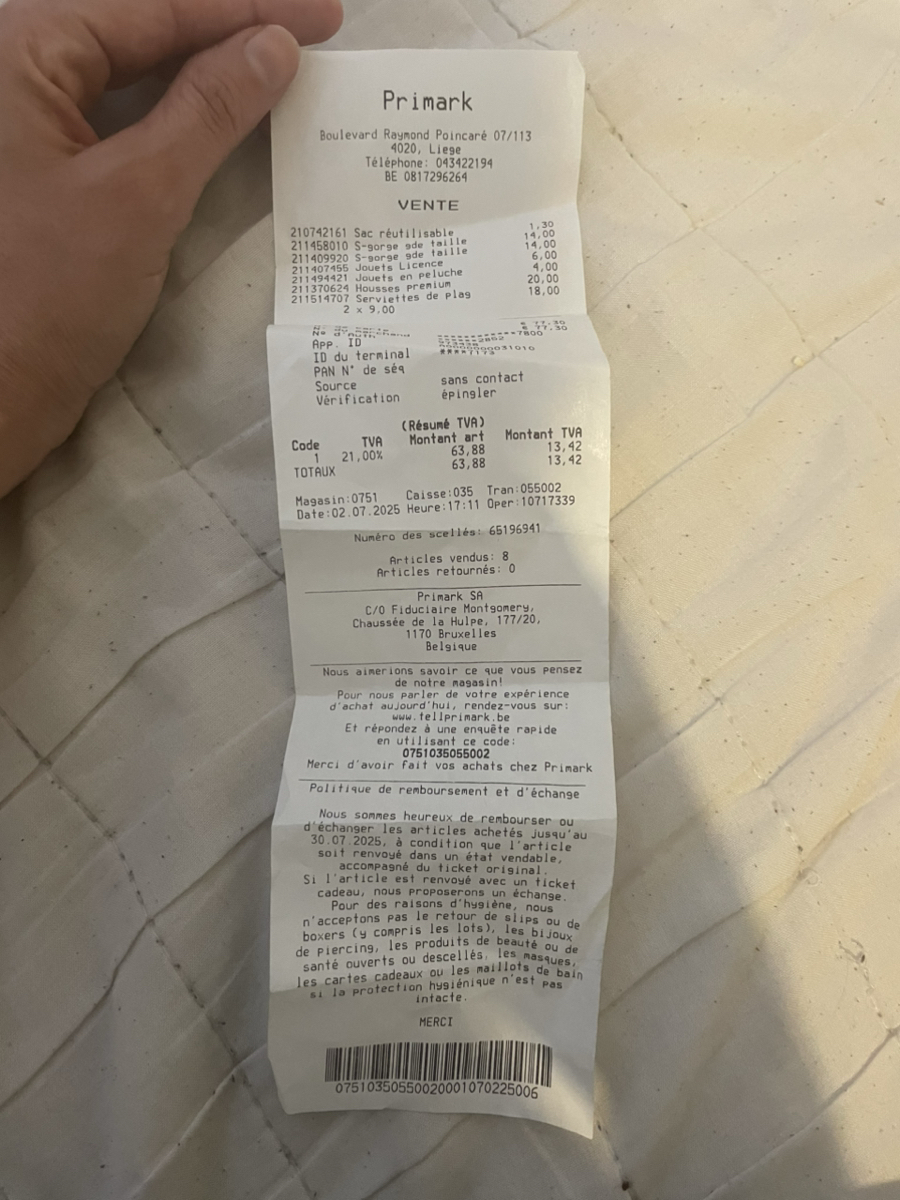 Primark
Boulevard Raymond Poincaré 07/113
4020, Liege
Téléphone: 043422194
BE 0817296264
VENTE
210742161 Sac réutilisable 1,30
211458010 S-gorge gde taille 14,00
211409920 S-gorge gde taille 14,00
211407455 Jouets Licence 6,00
211494421 Jouets en peluche 4,00
211370624 Housses premium 20,00
211514707 Serviettes de plag 18,00
2 x 9,00
€ 77,30
€ 77,30
App. ID
ID du terminal
PAN N° de séq
Source sans contact
Vérification épingler
(Résumé TVA)
Code TVA Montant art Montant TVA
1 21,00% 63,88 13,42
TOTAUX 63,88 13,42
Magasin:0751 Caisse:035 Tran:055002
Date:02.07.2025 Heure:17:11 Oper:10717339
Numéro des scellés: 65196941
Articles vendus: 8
Articles retournés: 0
Primark SA
C/O Fiduciaire Montgomery,
Chaussée de la Hulpe, 177/20,
1170 Bruxelles
Belgique
Nous aimerions savoir ce que vous pensez
de notre magasin!
Pour nous parler de votre expérience
d'achat aujourd'hui, rendez-vous sur:
www.tellprimark.be
Et répondez à une enquête rapide
en utilisant ce code:
0751035055002
Merci d'avoir fait vos achats chez Primark
Politique de remboursement et d'échange
Nous sommes heureux de rembourser ou
d'échanger les articles achetés jusqu'au
30.07.2025, à condition que l'article
soit renvoyé dans un état vendable,
accompagné du ticket original.
Si l'article est renvoyé avec un ticket
cadeau, nous proposerons un échange.
Pour des raisons d'hygiène, nous
n'acceptons pas le retour de slips ou de
boxers (y compris les lots), les bijoux
de piercing, les produits de beauté ou de
santé ouverts ou descellés, les masques,
les cartes cadeaux ou les maillots de bain
si la protection hygiénique n'est pas
intacte.
MERCI
07510350550020001070225006